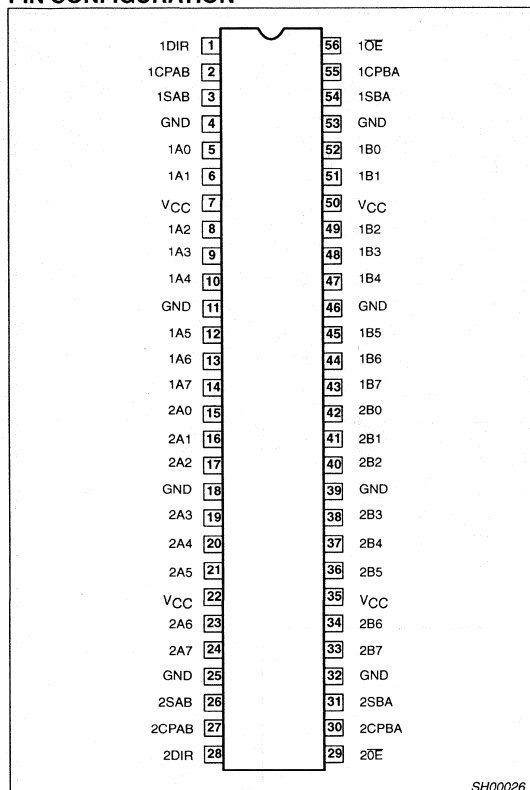 PIN CONFIGURATION
1DIR 1 56 1O̅E̅
1CPAB 2 55 1CPBA
1SAB 3 54 1SBA
GND 4 53 GND
1A0 5 52 1B0
1A1 6 51 1B1
VCC 7 50 VCC
1A2 8 49 1B2
1A3 9 48 1B3
1A4 10 47 1B4
GND 11 46 GND
1A5 12 45 1B5
1A6 13 44 1B6
1A7 14 43 1B7
2A0 15 42 2B0
2A1 16 41 2B1
2A2 17 40 2B2
GND 18 39 GND
2A3 19 38 2B3
2A4 20 37 2B4
2A5 21 36 2B5
VCC 22 35 VCC
2A6 23 34 2B6
2A7 24 33 2B7
GND 25 32 GND
2SAB 26 31 2SBA
2CPAB 27 30 2CPBA
2DIR 28 29 2O̅E̅
SH00026